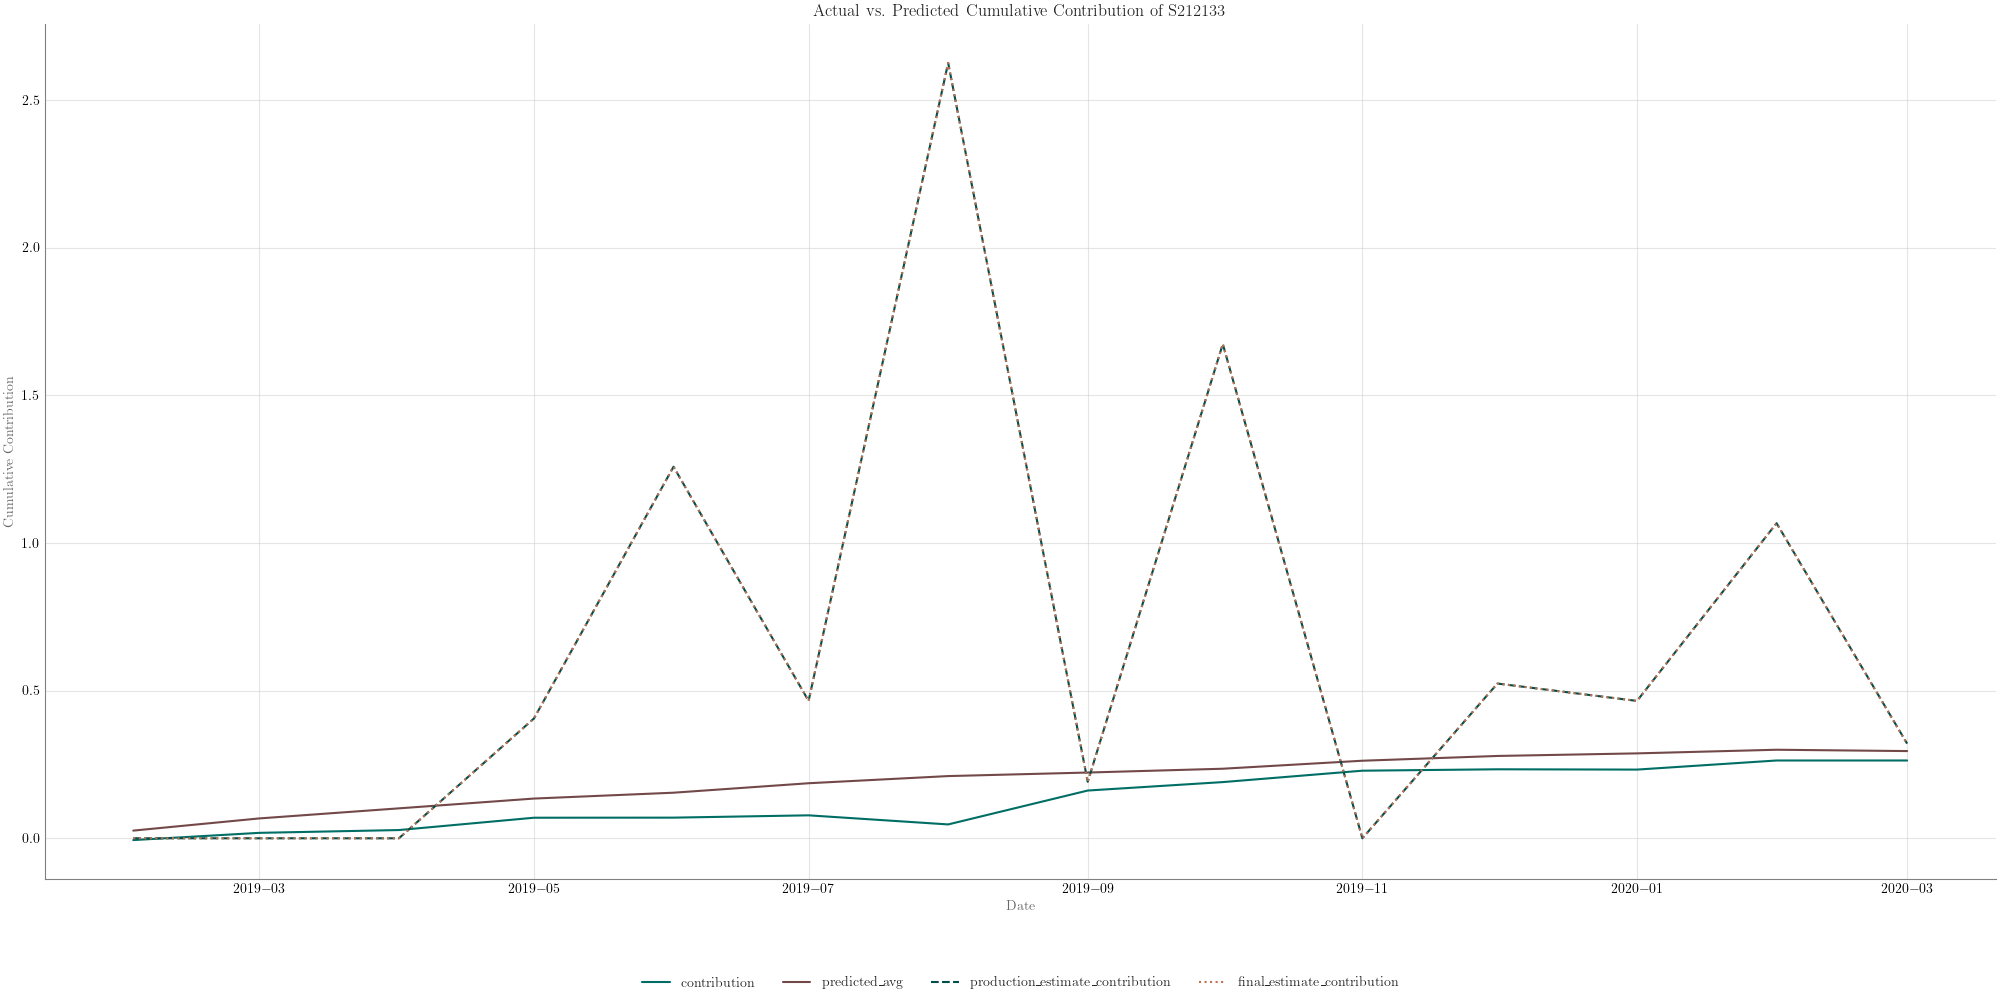 Actual vs. Predicted Cumulative Contribution of S212133
Cumulative Contribution
2.5
2.0
1.5
1.0
0.5
0.0
2019−03 2019−05 2019−07 2019−09 2019−11 2020−01 2020−03
Date
contribution predicted_avg production_estimate_contribution final_estimate_contribution